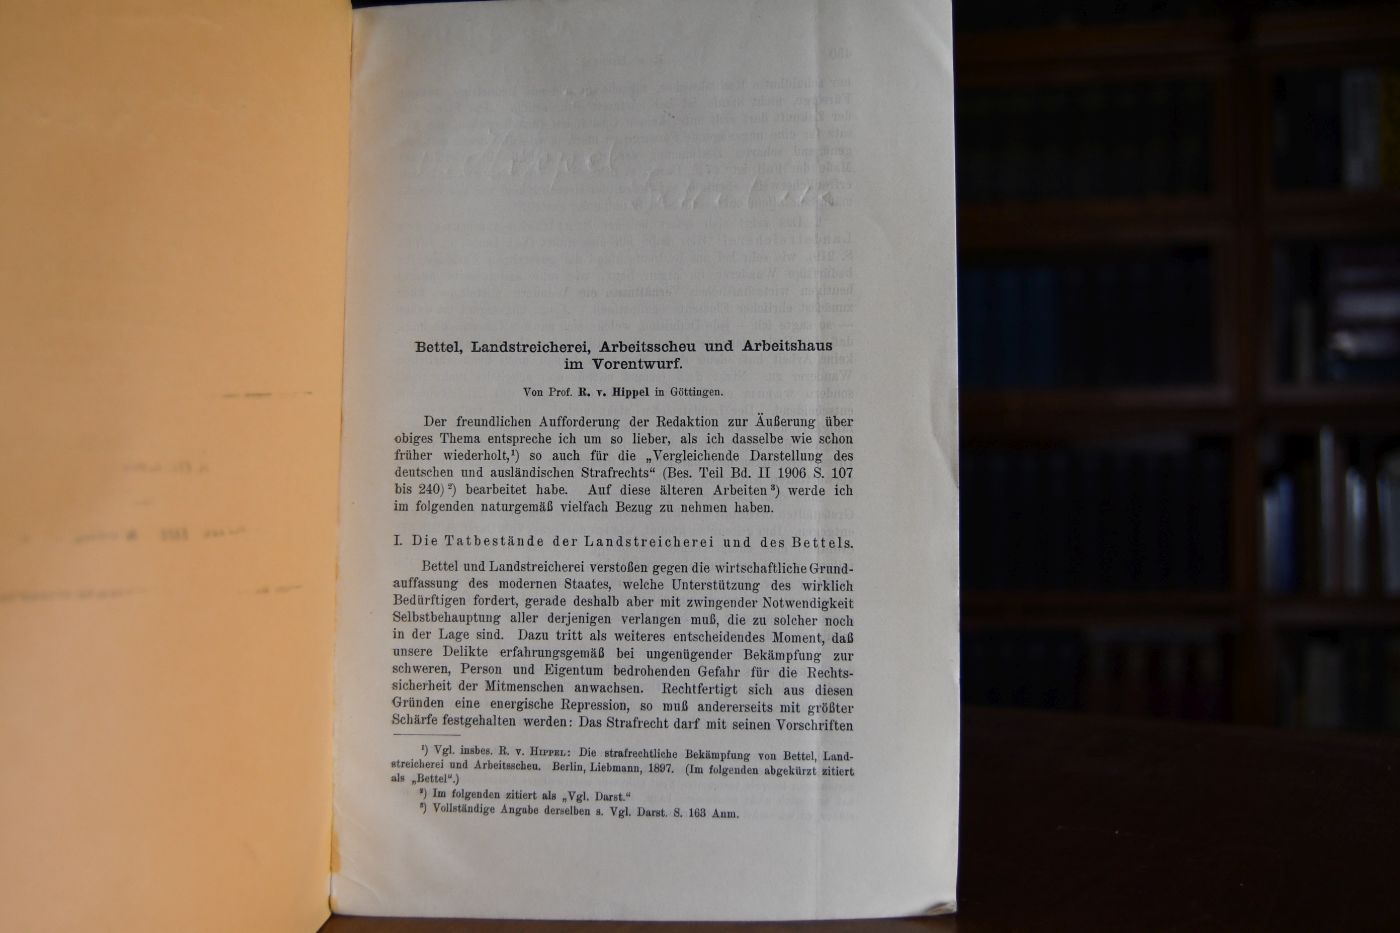 Bettel, Landstreicherei, Arbeitsscheu und Arbeitshaus
im Vorentwurf.
Von Prof. R. v. Hippel in Göttingen.
Der freundlichen Aufforderung der Redaktion zur Äußerung über
obiges Thema entspreche ich um so lieber, als ich dasselbe wie schon
früher wiederholt,¹) so auch für die „Vergleichende Darstellung des
deutschen und ausländischen Strafrechts“ (Bes. Teil Bd. II 1906 S. 107
bis 240)²) bearbeitet habe. Auf diese älteren Arbeiten³) werde ich
im folgenden naturgemäß vielfach Bezug zu nehmen haben.
I. Die Tatbestände der Landstreicherei und des Bettels.
Bettel und Landstreicherei verstoßen gegen die wirtschaftliche Grund-
auffassung des modernen Staates, welche Unterstützung des wirklich
Bedürftigen fordert, gerade deshalb aber mit zwingender Notwendigkeit
Selbstbehauptung aller derjenigen verlangen muß, die zu solcher noch
in der Lage sind. Dazu tritt als weiteres entscheidendes Moment, daß
unsere Delikte erfahrungsgemäß bei ungenügender Bekämpfung zur
schweren, Person und Eigentum bedrohenden Gefahr für die Rechts-
sicherheit der Mitmenschen anwachsen. Rechtfertigt sich aus diesen
Gründen eine energische Repression, so muß andererseits mit größter
Schärfe festgehalten werden: Das Strafrecht darf mit seinen Vorschriften
¹) Vgl. insbes. R. v. HIPPEL: Die strafrechtliche Bekämpfung von Bettel, Land-
streicherei und Arbeitsscheu. Berlin, Liebmann, 1897. (Im folgenden abgekürzt zitiert
als „Bettel“.)
²) Im folgenden zitiert als „Vgl. Darst.“
³) Vollständige Angabe derselben s. Vgl. Darst. S. 163 Anm.